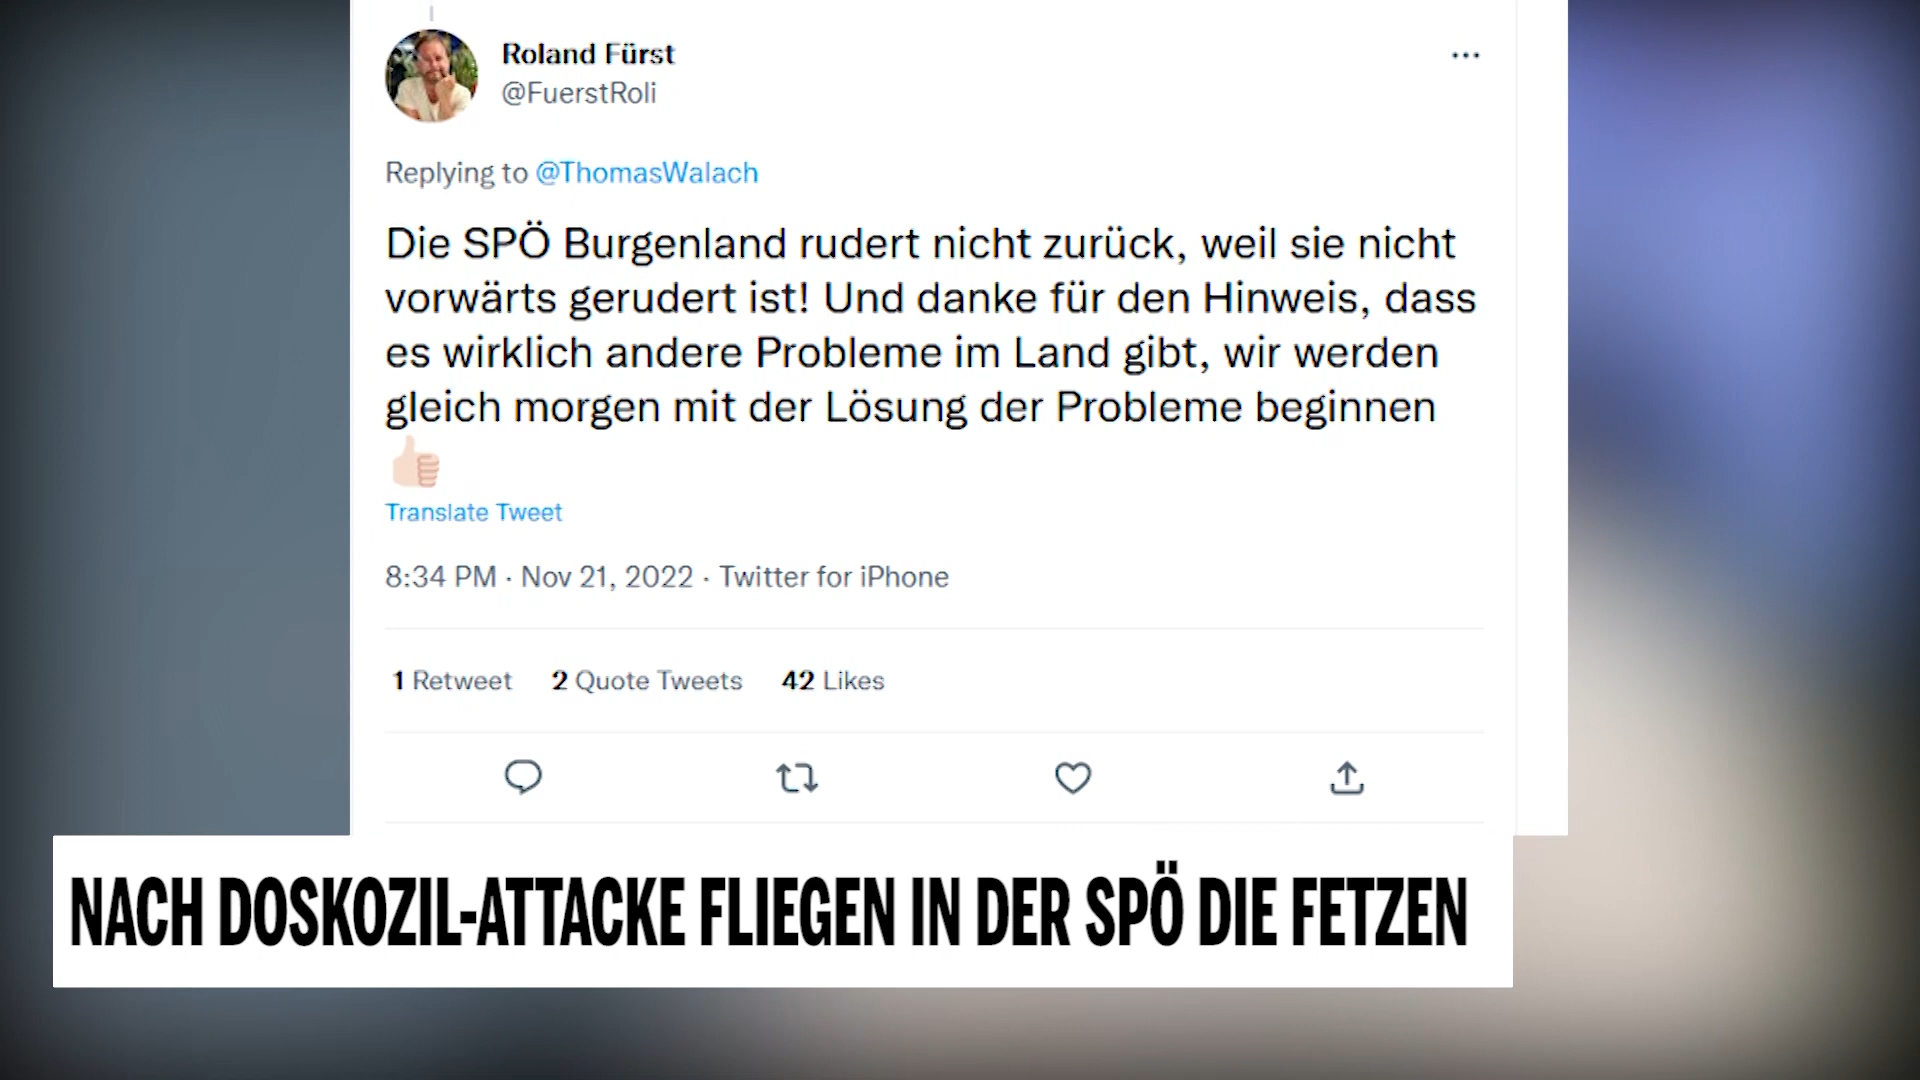 Roland Fürst
@FuerstRoli
Replying to @ThomasWalach
Die SPÖ Burgenland rudert nicht zurück, weil sie nicht
vorwärts gerudert ist! Und danke für den Hinweis, dass
es wirklich andere Probleme im Land gibt, wir werden
gleich morgen mit der Lösung der Probleme beginnen
👍🏻
Translate Tweet
8:34 PM · Nov 21, 2022 · Twitter for iPhone
1 Retweet 2 Quote Tweets 42 Likes
NACH DOSKOZIL-ATTACKE FLIEGEN IN DER SPÖ DIE FETZEN